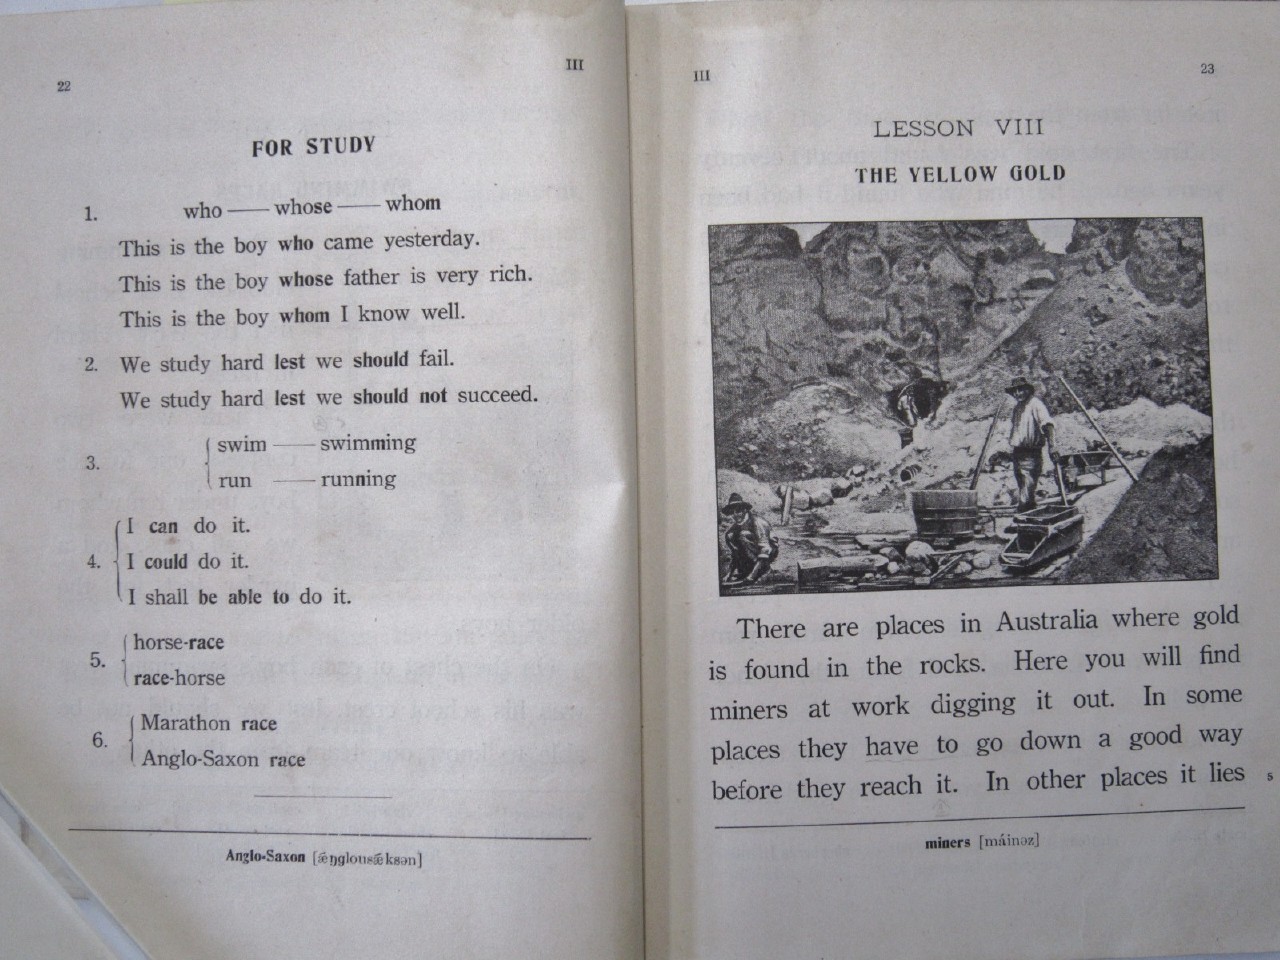 22
III
FOR STUDY
1. who —— whose —— whom
This is the boy who came yesterday.
This is the boy whose father is very rich.
This is the boy whom I know well.
2. We study hard lest we should fail.
We study hard lest we should not succeed.
3. swim —— swimming
run —— running
4. I can do it.
I could do it.
I shall be able to do it.
5. horse-race
race-horse
6. Marathon race
Anglo-Saxon race
Anglo-Saxon [ǽŋglousǽksən]
III
23
LESSON VIII
THE YELLOW GOLD
There are places in Australia where gold
is found in the rocks. Here you will find
miners at work digging it out. In some
places they have to go down a good way
before they reach it. In other places it lies
5
miners [máinəz]